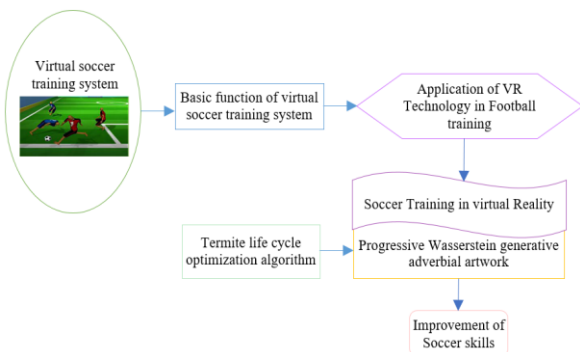 Virtual soccer
training system
Basic function of virtual
soccer training system
Application of VR
Technology in Football
training
Soccer Training in virtual Reality
Termite life cycle
optimization algorithm
Progressive Wasserstein generative
adverbial artwork
Improvement of
Soccer skills